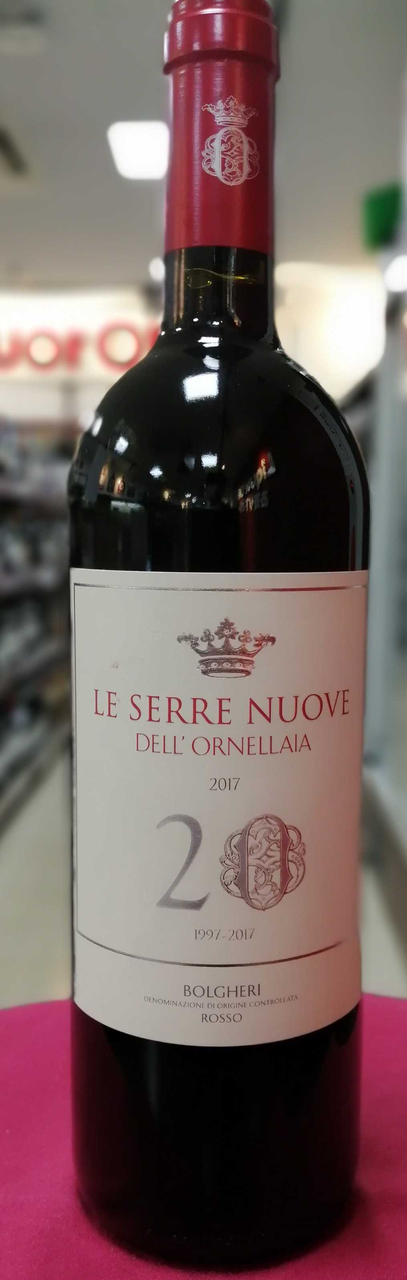 LE SERRE NUOVE
DELL' ORNELLAIA
2017
20
1997-2017
BOLGHERI
DENOMINAZIONE DI ORIGINE CONTROLLATA
ROSSO